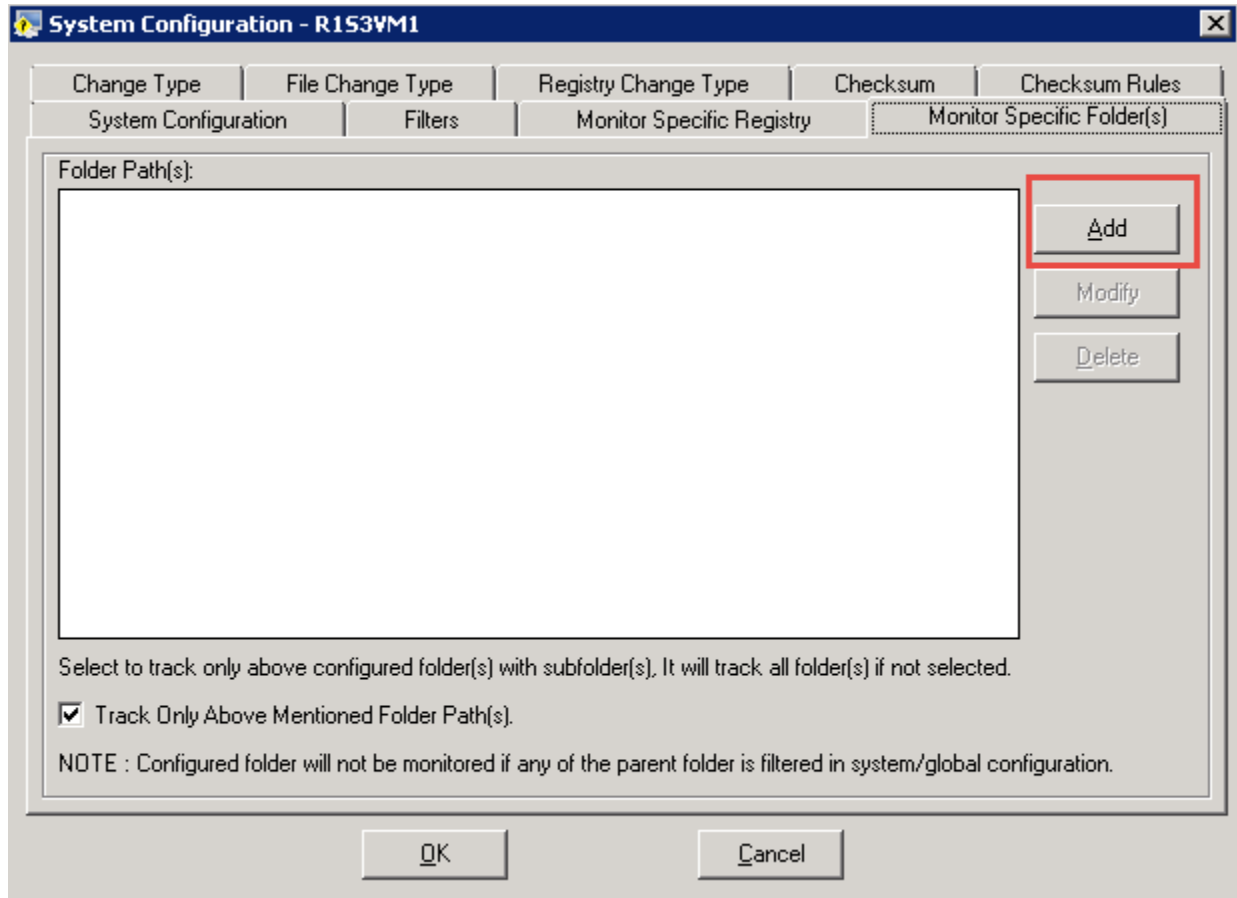 System Configuration - R1S3VM1
Change Type File Change Type Registry Change Type Checksum Checksum Rules
System Configuration Filters Monitor Specific Registry Monitor Specific Folder(s)
Folder Path(s):
Add
Modify
Delete
Select to track only above configured folder(s) with subfolder(s), It will track all folder(s) if not selected.
Track Only Above Mentioned Folder Path(s).
NOTE : Configured folder will not be monitored if any of the parent folder is filtered in system/global configuration.
OK Cancel